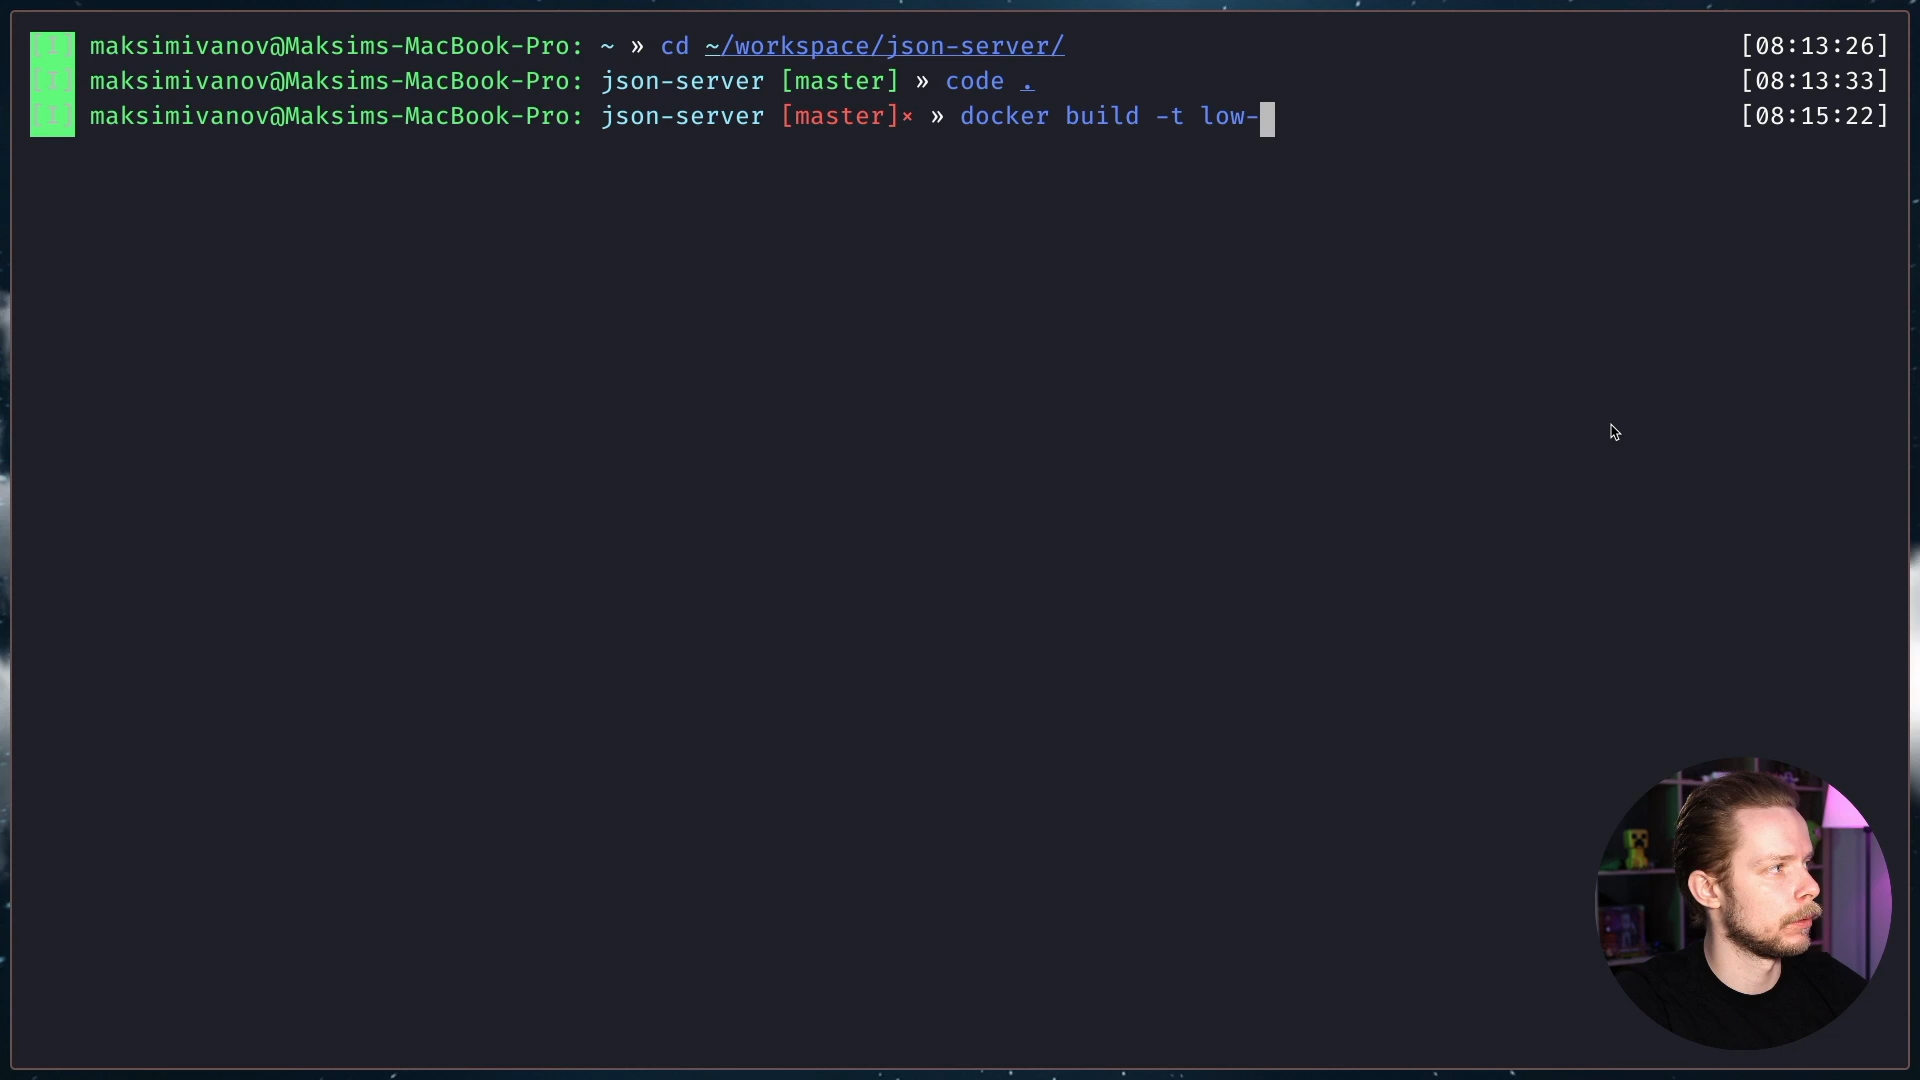 [I] maksimivanov@Maksims-MacBook-Pro: ~ » cd ~/workspace/json-server/ [08:13:26]
[I] maksimivanov@Maksims-MacBook-Pro: json-server [master] » code . [08:13:33]
[I] maksimivanov@Maksims-MacBook-Pro: json-server [master]× » docker build -t low- [08:15:22]